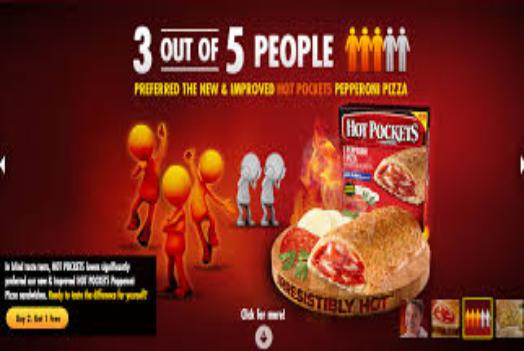 3 OUT OF 5 PEOPLE
PREFERRED THE NEW & IMPROVED HOT POCKETS PEPPERONI PIZZA
HOT POCKETS
PEPPERONI
PIZZA
In blind taste tests, HOT POCKETS lovers significantly
preferred our new & improved HOT POCKETS Pepperoni
Pizza sandwiches. Ready to taste the difference for yourself?
Buy 2. Get 1 Free
IRRESISTIBLY HOT
Click for more!